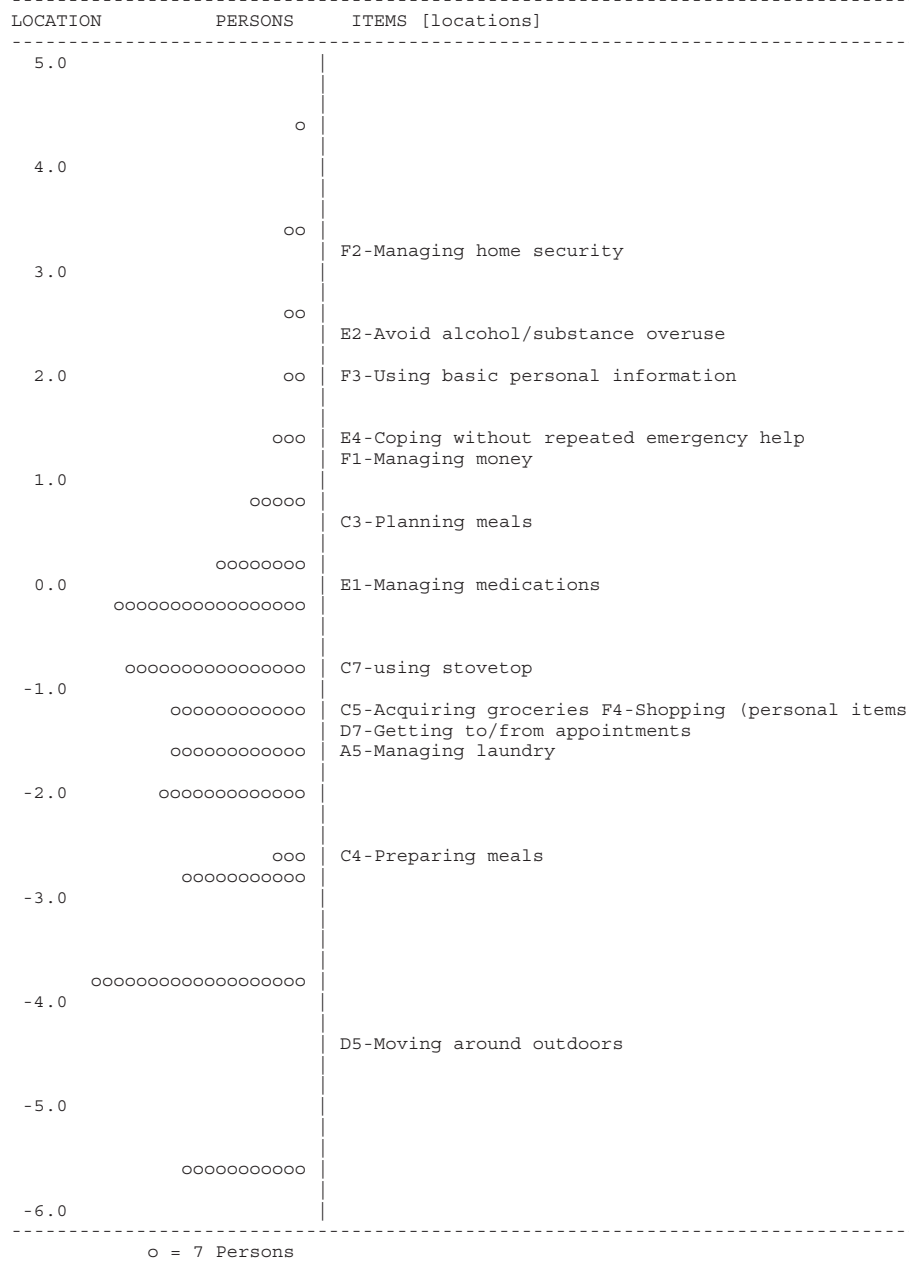 LOCATION PERSONS ITEMS [locations]
5.0
o
4.0
oo
F2-Managing home security
3.0
oo
E2-Avoid alcohol/substance overuse
2.0 oo F3-Using basic personal information
ooo E4-Coping without repeated emergency help
F1-Managing money
1.0
ooooo
C3-Planning meals
oooooooo
0.0 E1-Managing medications
ooooooooooooooooo
oooooooooooooooo C7-using stovetop
-1.0
oooooooooooo C5-Acquiring groceries F4-Shopping (personal items
D7-Getting to/from appointments
oooooooooooo A5-Managing laundry
-2.0 ooooooooooooo
ooo C4-Preparing meals
ooooooooooo
-3.0
ooooooooooooooooooo
-4.0
D5-Moving around outdoors
-5.0
ooooooooooo
-6.0
o = 7 Persons